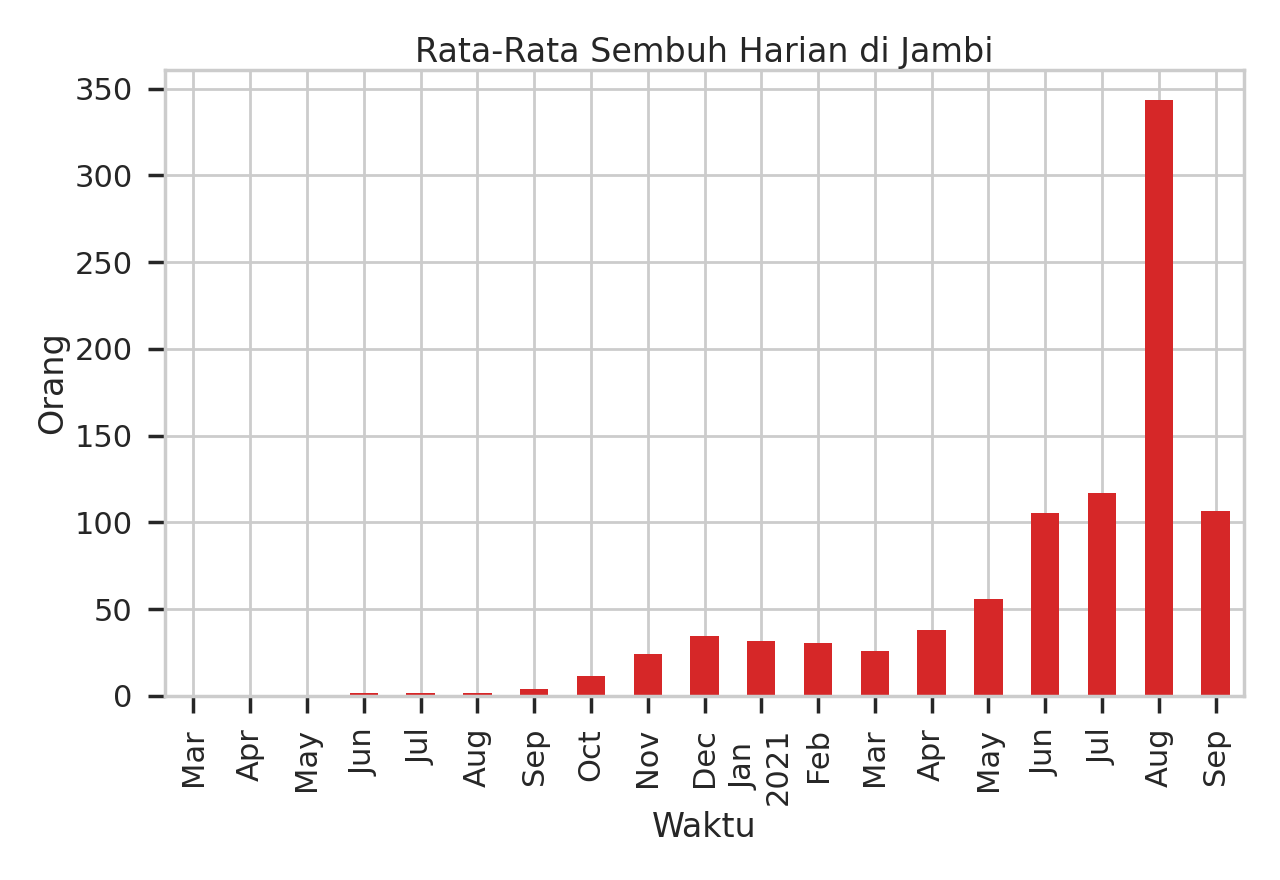 Rata-Rata Sembuh Harian di Jambi
350
300
250
200
150
100
50
0
Orang
Mar
Apr
May
Jun
Jul
Aug
Sep
Oct
Nov
Dec
Jan
2021
Feb
Mar
Apr
May
Jun
Jul
Aug
Sep
Waktu